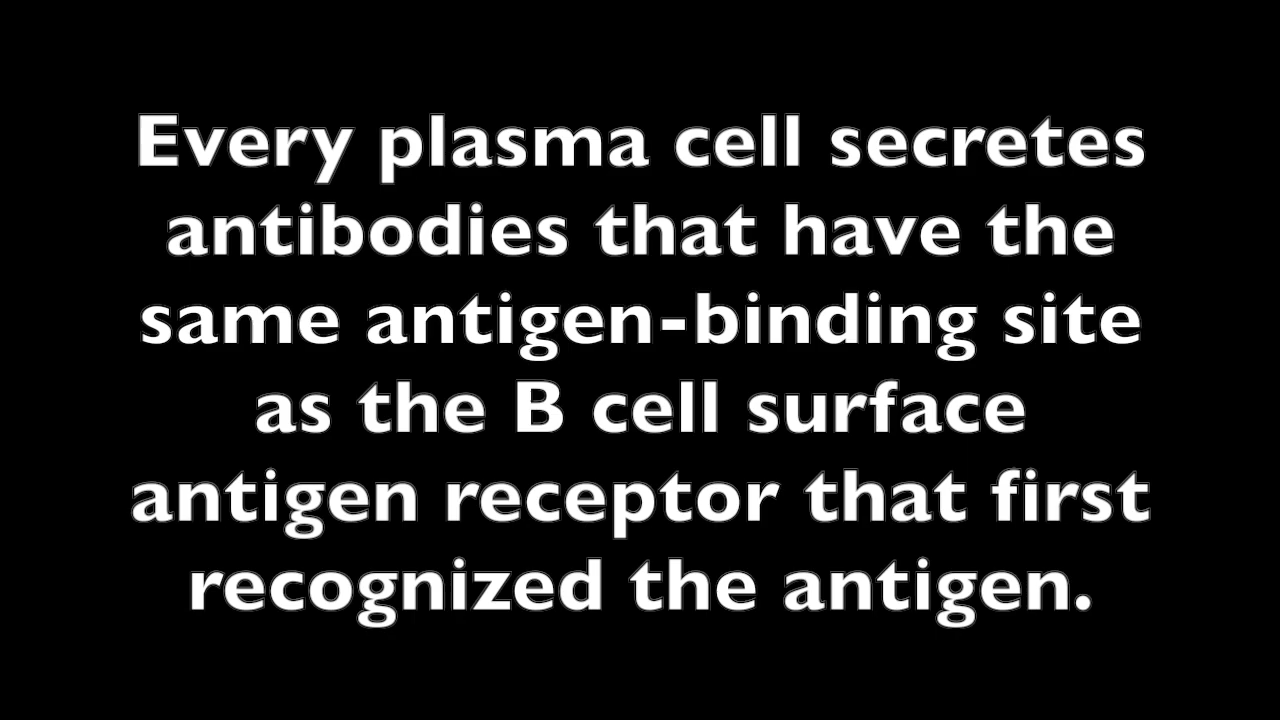 Every plasma cell secretes
antibodies that have the
same antigen-binding site
as the B cell surface
antigen receptor that first
recognized the antigen.